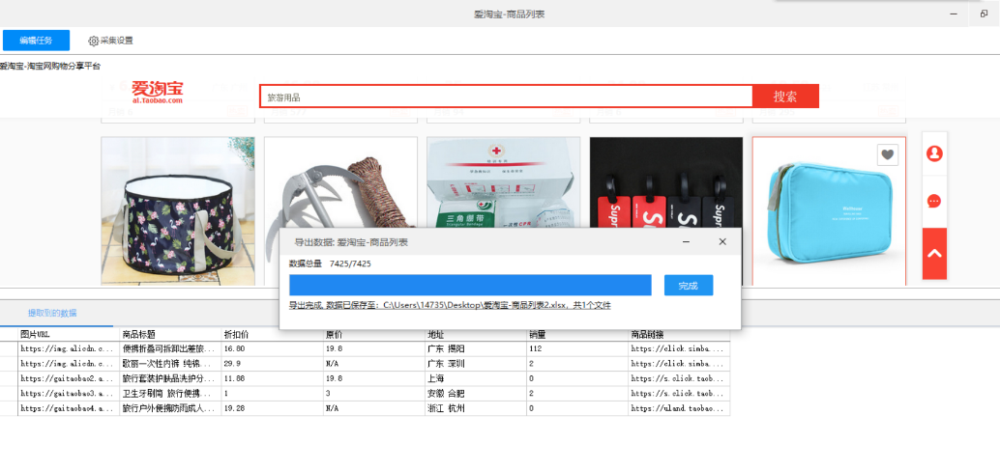 爱淘宝-商品列表
编辑任务 采集设置
爱淘宝-淘宝网购物分享平台
爱淘宝
ai.Taobao.com
旅游用品
搜索
三角绷带
导出数据: 爱淘宝-商品列表
数据总量 7425/7425
完成
导出完成, 数据已保存至：C:\Users\14735\Desktop\爱淘宝-商品列表2.xlsx，共1个文件
提取到的数据
图片URL 商品标题 折扣价 原价 地址 销量 商品链接
https://img.alicdn.c... 便携折叠可拆卸出差旅... 16.80 19.8 广东 揭阳 112 https://click.simba....
https://img.alicdn.c... 歌丽一次性内裤 纯棉... 29.9 N/A 广东 深圳 2 https://click.simba....
https://gaitaobao2.a... 旅行套装护肤品洗护分... 11.88 19.8 上海 0 https://s.click.taob...
https://gaitaobao3.a... 卫生牙刷筒 旅行便携... 1 3 安徽 合肥 2 https://s.click.taob...
https://gaitaobao4.a... 旅行户外便携防雨成人... 19.28 N/A 浙江 杭州 0 https://uland.taobao...